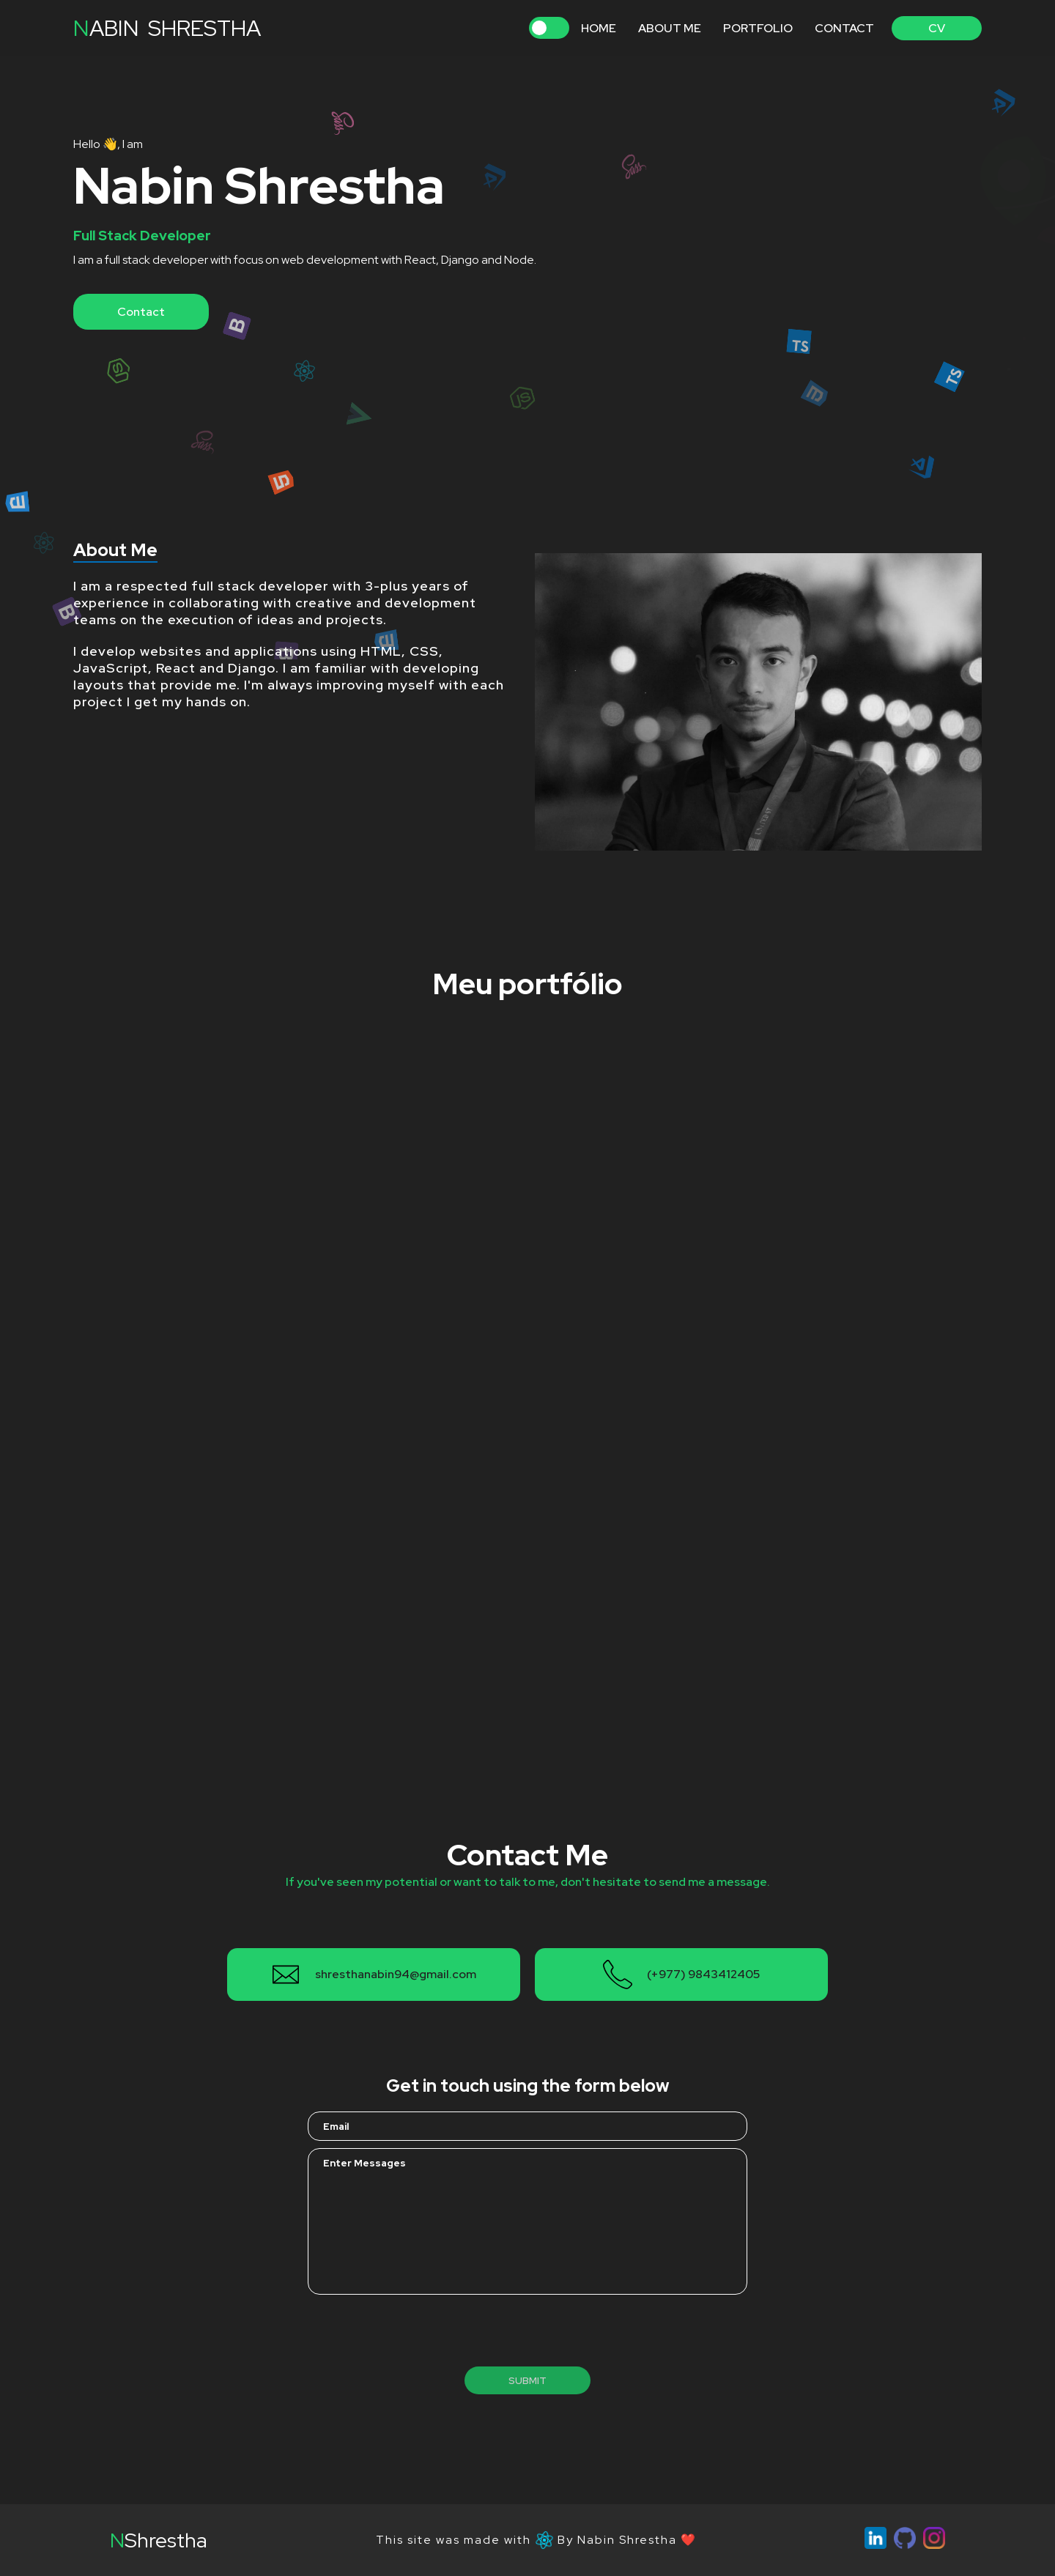 NABIN SHRESTHA
HOME ABOUT ME PORTFOLIO CONTACT CV
Hello 👋, I am
Nabin Shrestha
Full Stack Developer
I am a full stack developer with focus on web development with React, Django and Node.
Contact
About Me
I am a respected full stack developer with 3-plus years of
experience in collaborating with creative and development
teams on the execution of ideas and projects.
I develop websites and applications using HTML, CSS,
JavaScript, React and Django. I am familiar with developing
layouts that provide me. I'm always improving myself with each
project I get my hands on.
Meu portfólio
Contact Me
If you've seen my potential or want to talk to me, don't hesitate to send me a message.
shresthanabin94@gmail.com
(+977) 9843412405
Get in touch using the form below
Email
Enter Messages
SUBMIT
NShrestha
This site was made with By Nabin Shrestha ❤️